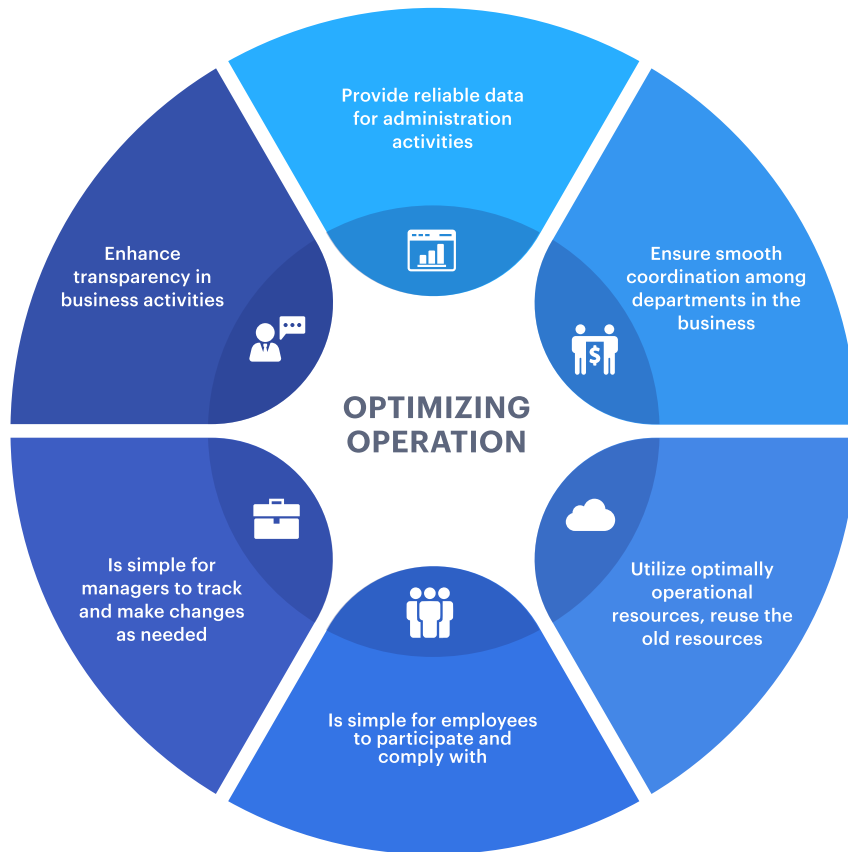 Provide reliable data
for administration
activities
Ensure smooth
coordination among
departments in the
business
Utilize optimally
operational
resources, reuse the
old resources
Is simple for employees
to participate and
comply with
Is simple for
managers to track
and make changes
as needed
Enhance
transparency in
business activities
OPTIMIZING
OPERATION
$